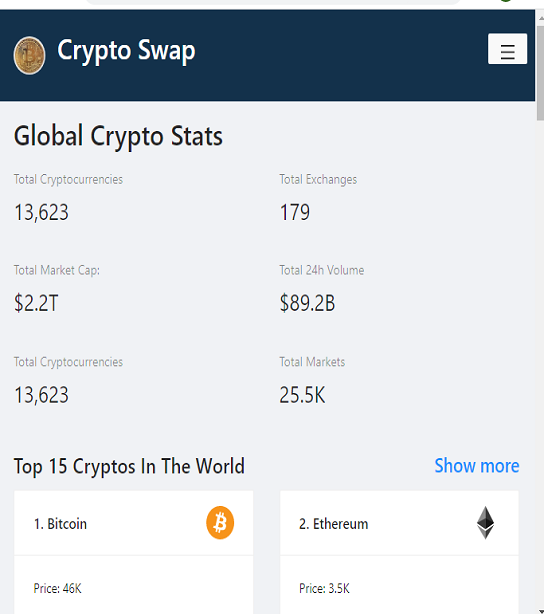 Crypto Swap
Global Crypto Stats
Total Cryptocurrencies
13,623
Total Exchanges
179
Total Market Cap:
$2.2T
Total 24h Volume
$89.2B
Total Cryptocurrencies
13,623
Total Markets
25.5K
Top 15 Cryptos In The World
Show more
1. Bitcoin
2. Ethereum
Price: 46K
Price: 3.5K